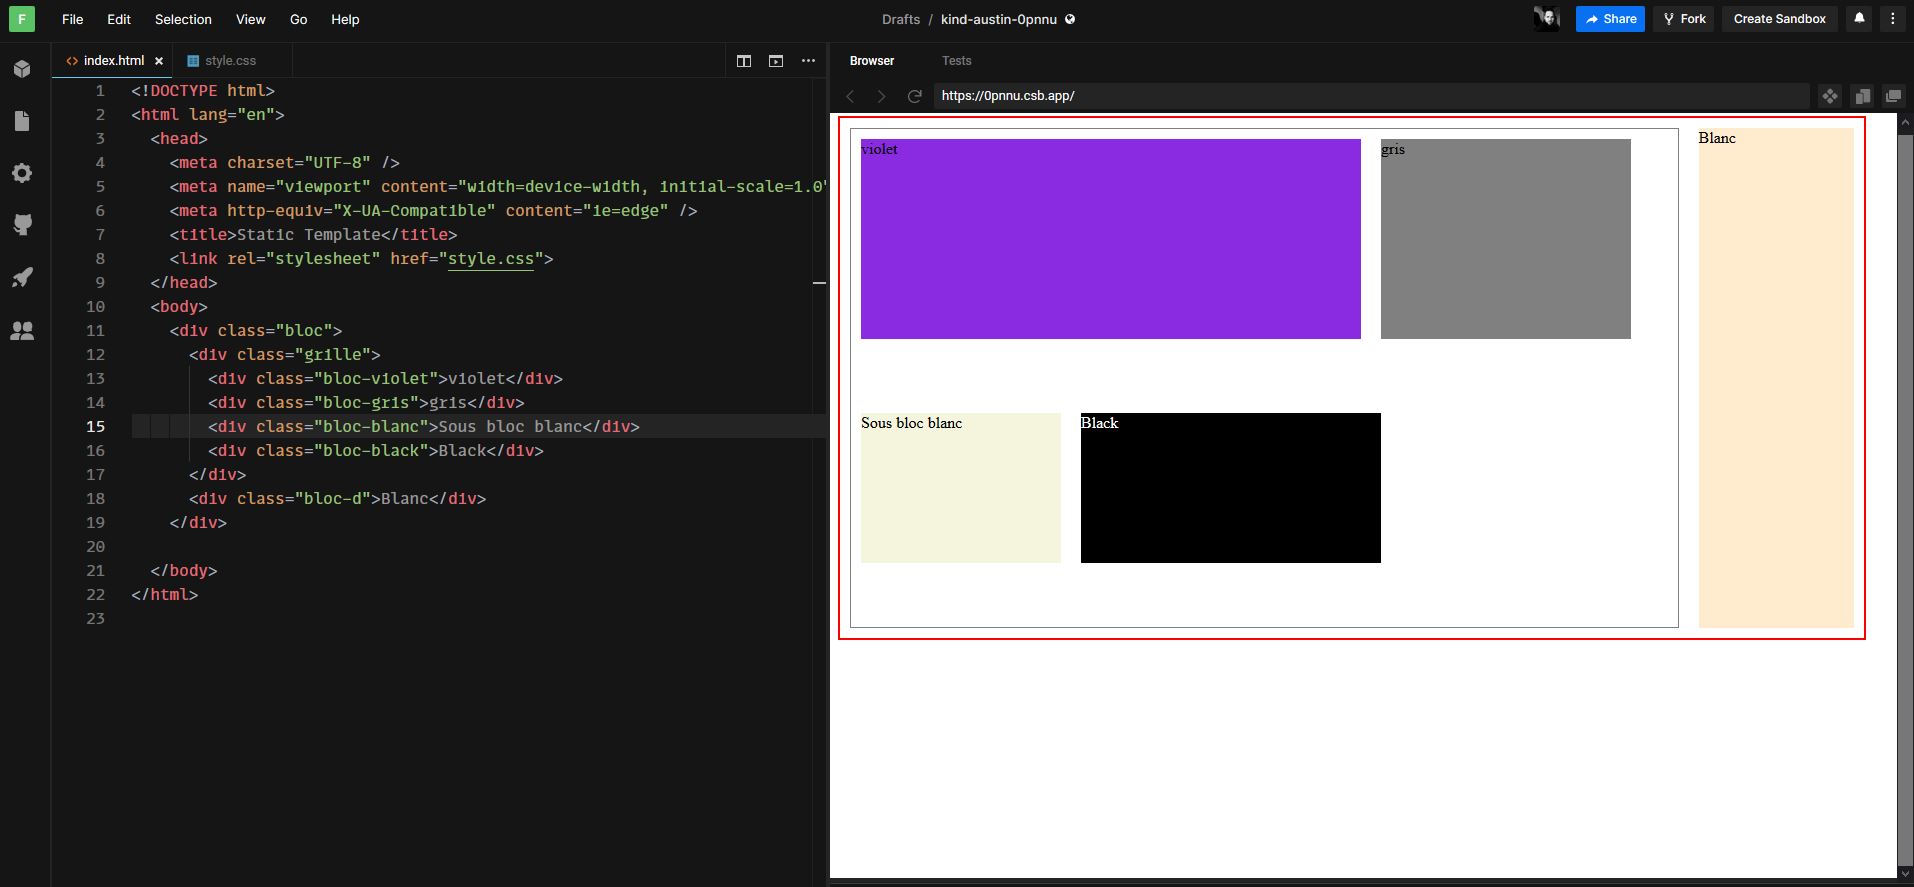 F File Edit Selection View Go Help
Drafts / kind-austin-0pnnu
Share Fork Create Sandbox
index.html style.css
1 <!DOCTYPE html>
2 <html lang="en">
3 <head>
4 <meta charset="UTF-8" />
5 <meta name="viewport" content="width=device-width, initial-scale=1.0"
6 <meta http-equiv="X-UA-Compatible" content="ie=edge" />
7 <title>Static Template</title>
8 <link rel="stylesheet" href="style.css">
9 </head>
10 <body>
11 <div class="bloc">
12 <div class="grille">
13 <div class="bloc-violet">violet</div>
14 <div class="bloc-gris">gris</div>
15 <div class="bloc-blanc">Sous bloc blanc</div>
16 <div class="bloc-black">Black</div>
17 </div>
18 <div class="bloc-d">Blanc</div>
19 </div>
20
21 </body>
22 </html>
23
Browser Tests
https://0pnnu.csb.app/
violet
gris
Blanc
Sous bloc blanc
Black